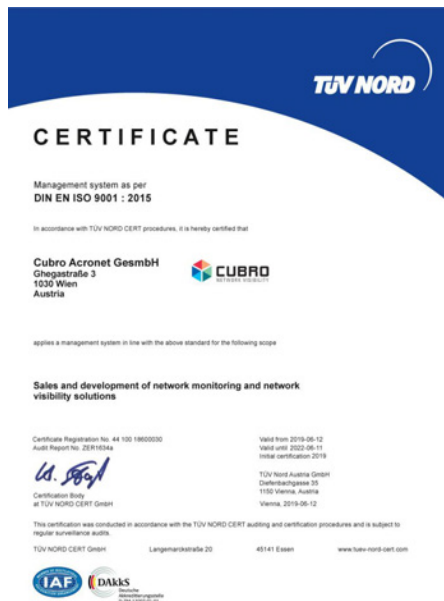 TÜV NORD
CERTIFICATE
Management system as per
DIN EN ISO 9001 : 2015
In accordance with TÜV NORD CERT procedures, it is hereby certified that
Cubro Acronet GesmbH
Ghegastraße 3
1030 Wien
Austria
CUBRO
NETWORK VISIBILITY
applies a management system in line with the above standard for the following scope
Sales and development of network monitoring and network
visibility solutions
Certificate Registration No. 44 100 18600030
Audit Report No. ZER1634a
Valid from 2019-06-12
Valid until 2022-06-11
Initial certification 2019
Certification Body
at TÜV NORD CERT GmbH
TÜV Nord Austria GmbH
Diefenbachgasse 35
1150 Vienna, Austria
Vienna, 2019-06-12
This certification was conducted in accordance with the TÜV NORD CERT auditing and certification procedures and is subject to
regular surveillance audits.
TÜV NORD CERT GmbH Langemarckstraße 20 45141 Essen www.tuev-nord-cert.com
IAF
DAkkS
Deutsche
Akkreditierungsstelle